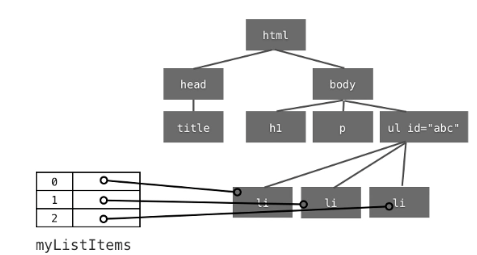 html
head
body
title
h1
p
ul id="abc"
0
1
2
li
li
li
myListItems